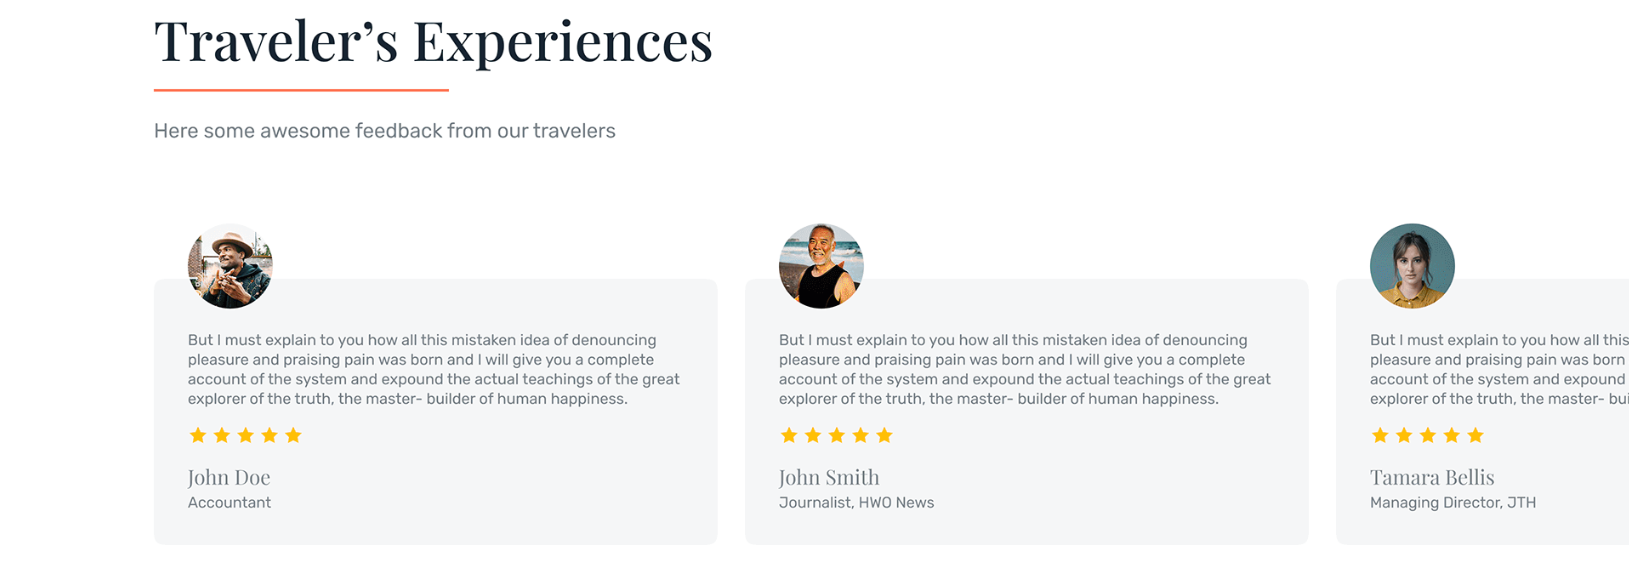 Traveler’s Experiences
Here some awesome feedback from our travelers
But I must explain to you how all this mistaken idea of denouncing
pleasure and praising pain was born and I will give you a complete
account of the system and expound the actual teachings of the great
explorer of the truth, the master- builder of human happiness.
John Doe
Accountant
But I must explain to you how all this mistaken idea of denouncing
pleasure and praising pain was born and I will give you a complete
account of the system and expound the actual teachings of the great
explorer of the truth, the master- builder of human happiness.
John Smith
Journalist, HWO News
But I must explain to you how all this
pleasure and praising pain was born
account of the system and expound
explorer of the truth, the master-
Tamara Bellis
Managing Director, JTH